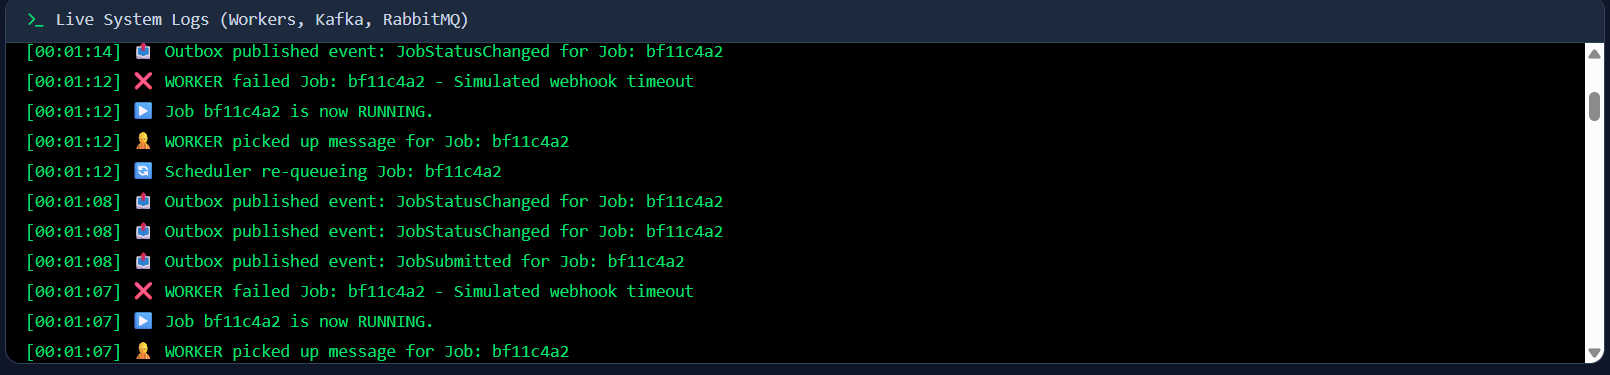 Live System Logs (Workers, Kafka, RabbitMQ)
[00:01:14] 📤 Outbox published event: JobStatusChanged for Job: bf11c4a2
[00:01:12] ❌ WORKER failed Job: bf11c4a2 - Simulated webhook timeout
[00:01:12] ▶️ Job bf11c4a2 is now RUNNING.
[00:01:12] 👷 WORKER picked up message for Job: bf11c4a2
[00:01:12] 🔄 Scheduler re-queueing Job: bf11c4a2
[00:01:08] 📤 Outbox published event: JobStatusChanged for Job: bf11c4a2
[00:01:08] 📤 Outbox published event: JobStatusChanged for Job: bf11c4a2
[00:01:08] 📤 Outbox published event: JobSubmitted for Job: bf11c4a2
[00:01:07] ❌ WORKER failed Job: bf11c4a2 - Simulated webhook timeout
[00:01:07] ▶️ Job bf11c4a2 is now RUNNING.
[00:01:07] 👷 WORKER picked up message for Job: bf11c4a2